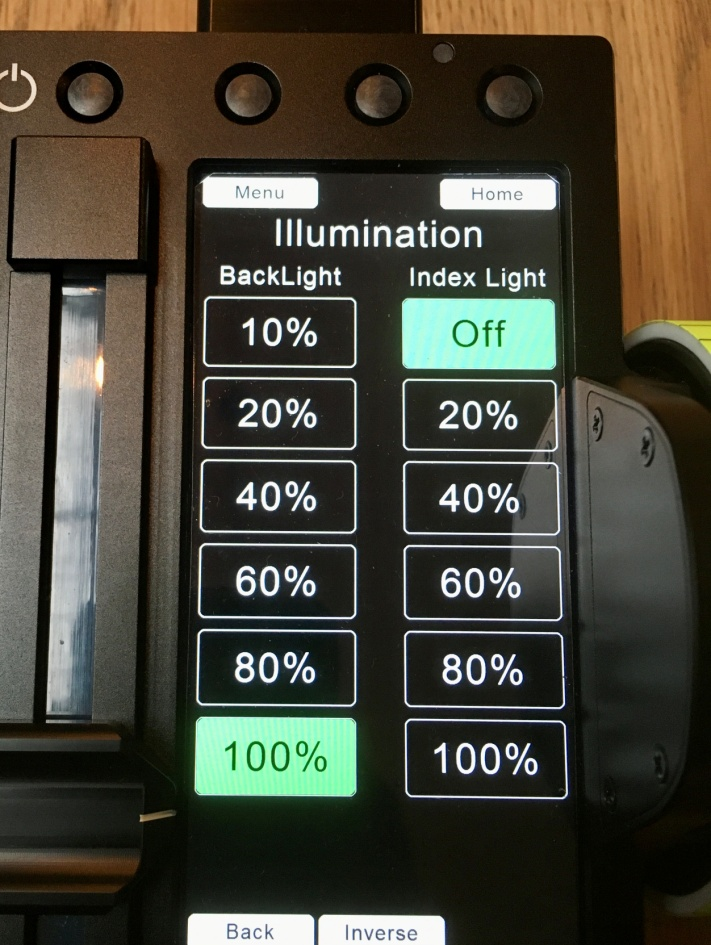 Menu Home
Illumination
BackLight Index Light
10% Off
20% 20%
40% 40%
60% 60%
80% 80%
100% 100%
Back Inverse